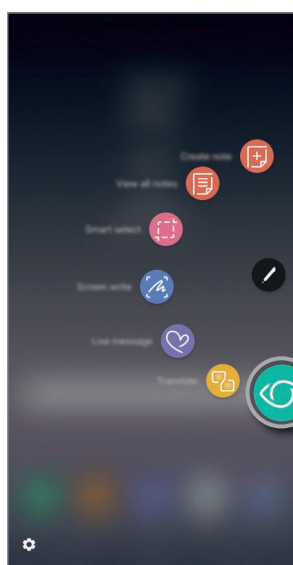 Create note
View all notes
Smart select
Screen write
Live message
Translate